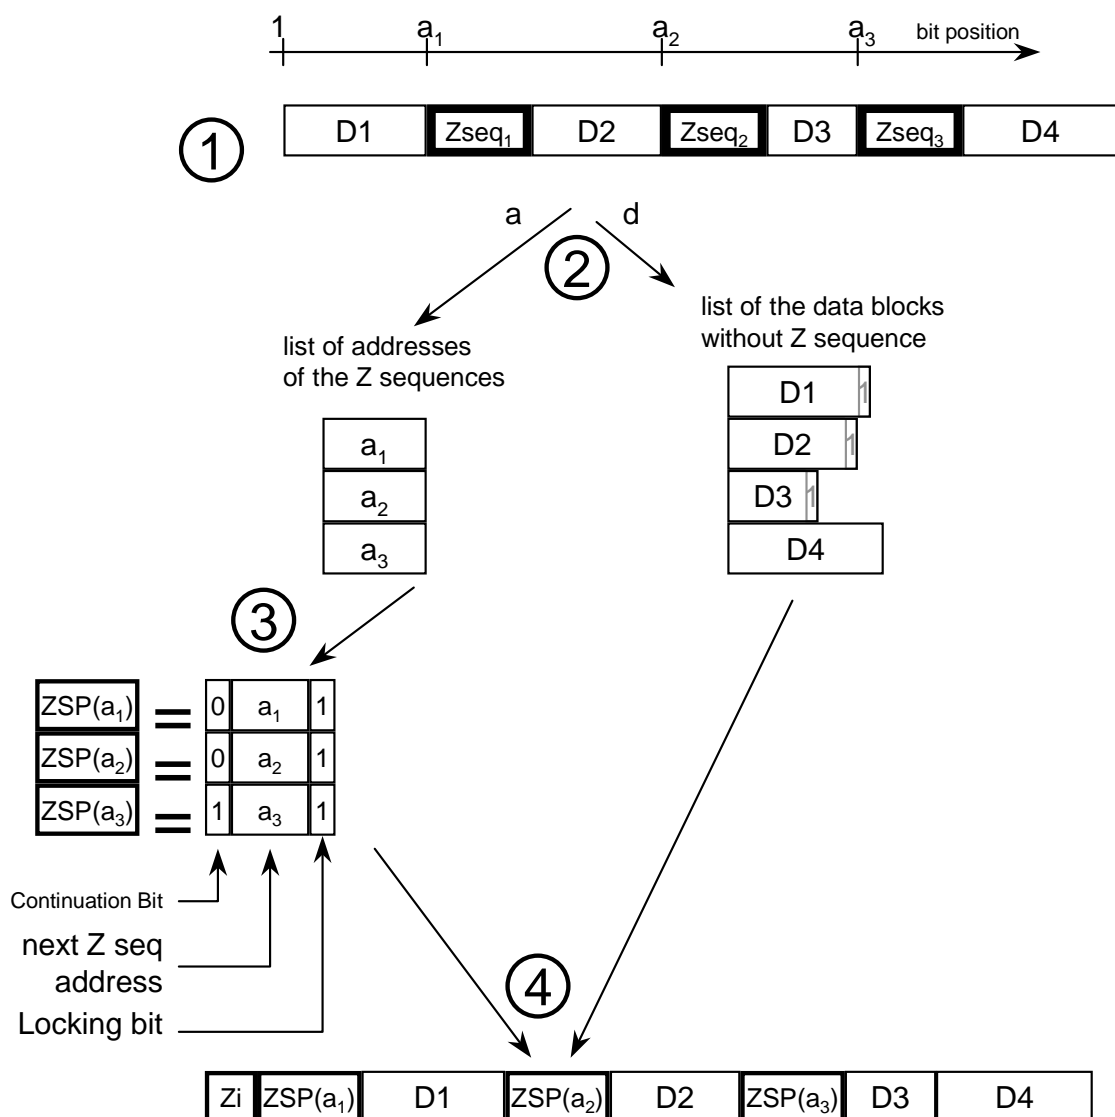 1 a₁ a₂ a₃ bit position
1 D1 Zseq₁ D2 Zseq₂ D3 Zseq₃ D4
a d
2
list of addresses
of the Z sequences
list of the data blocks
without Z sequence
a₁
a₂
a₃
D1 1
D2 1
D3 1
D4
3
ZSP(a₁) = 0 a₁ 1
ZSP(a₂) = 0 a₂ 1
ZSP(a₃) = 1 a₃ 1
Continuation Bit
next Z seq
address
Locking bit
4
Zi ZSP(a₁) D1 ZSP(a₂) D2 ZSP(a₃) D3 D4